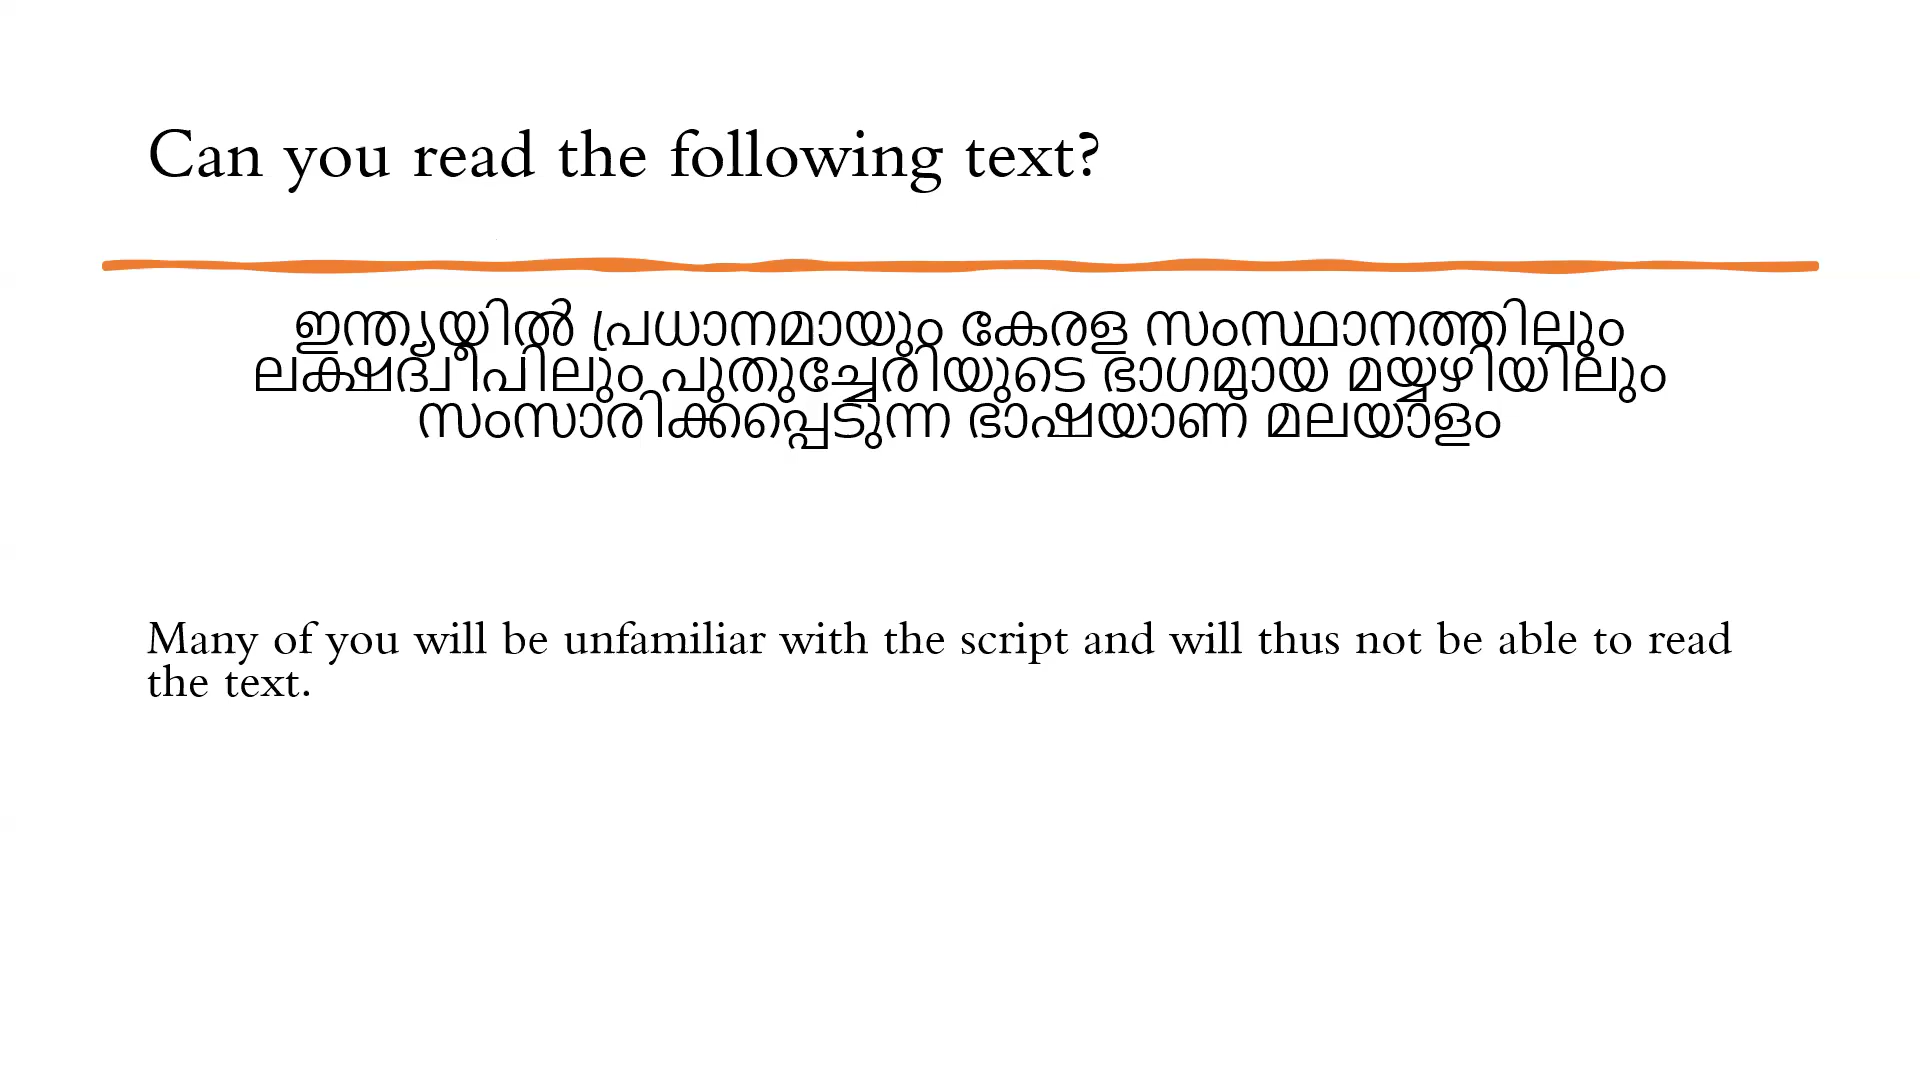 Can you read the following text?
ഇന്ത്യയിൽ പ്രധാനമായും കേരള സംസ്ഥാനത്തിലും
ലക്ഷദ്വീപിലും പുതുച്ചേരിയുടെ ഭാഗമായ മയ്യഴിയിലും
സംസാരിക്കപ്പെടുന്ന ഭാഷയാണ് മലയാളം
Many of you will be unfamiliar with the script and will thus not be able to read
the text.